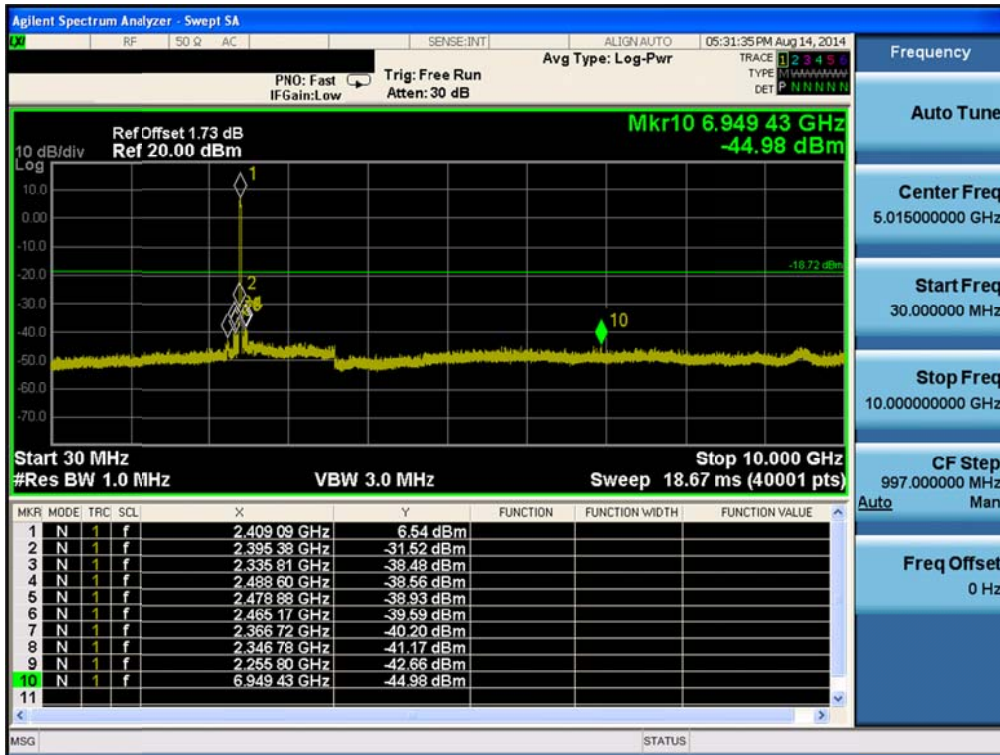 Agilent Spectrum Analyzer - Swept SA
LXI RF 50 Ω AC SENSE:INT ALIGN AUTO 05:31:35 PM Aug 14, 2014
PNO: Fast
IFGain:Low
Trig: Free Run
Atten: 30 dB
Avg Type: Log-Pwr
TRACE 1 2 3 4 5 6
TYPE M
DET P N N N N N
Ref Offset 1.73 dB
Ref 20.00 dBm
10 dB/div
Log
Mkr10 6.949 43 GHz
-44.98 dBm
10.0
0.00
-10.0
-20.0
-30.0
-40.0
-50.0
-60.0
-70.0
1
2
10
-18.72 dBm
Start 30 MHz
#Res BW 1.0 MHz
VBW 3.0 MHz
Stop 10.000 GHz
Sweep 18.67 ms (40001 pts)
MKR MODE TRC SCL X Y FUNCTION FUNCTION WIDTH FUNCTION VALUE
1 N 1 f 2.409 09 GHz 6.54 dBm
2 N 1 f 2.395 38 GHz -31.52 dBm
3 N 1 f 2.335 81 GHz -38.48 dBm
4 N 1 f 2.488 60 GHz -38.56 dBm
5 N 1 f 2.478 88 GHz -38.93 dBm
6 N 1 f 2.465 17 GHz -39.59 dBm
7 N 1 f 2.366 72 GHz -40.20 dBm
8 N 1 f 2.346 78 GHz -41.17 dBm
9 N 1 f 2.255 80 GHz -42.66 dBm
10 N 1 f 6.949 43 GHz -44.98 dBm
11
MSG
STATUS
Frequency
Auto Tune
Center Freq
5.015000000 GHz
Start Freq
30.000000 MHz
Stop Freq
10.000000000 GHz
CF Step
997.000000 MHz
Auto Man
Freq Offset
0 Hz